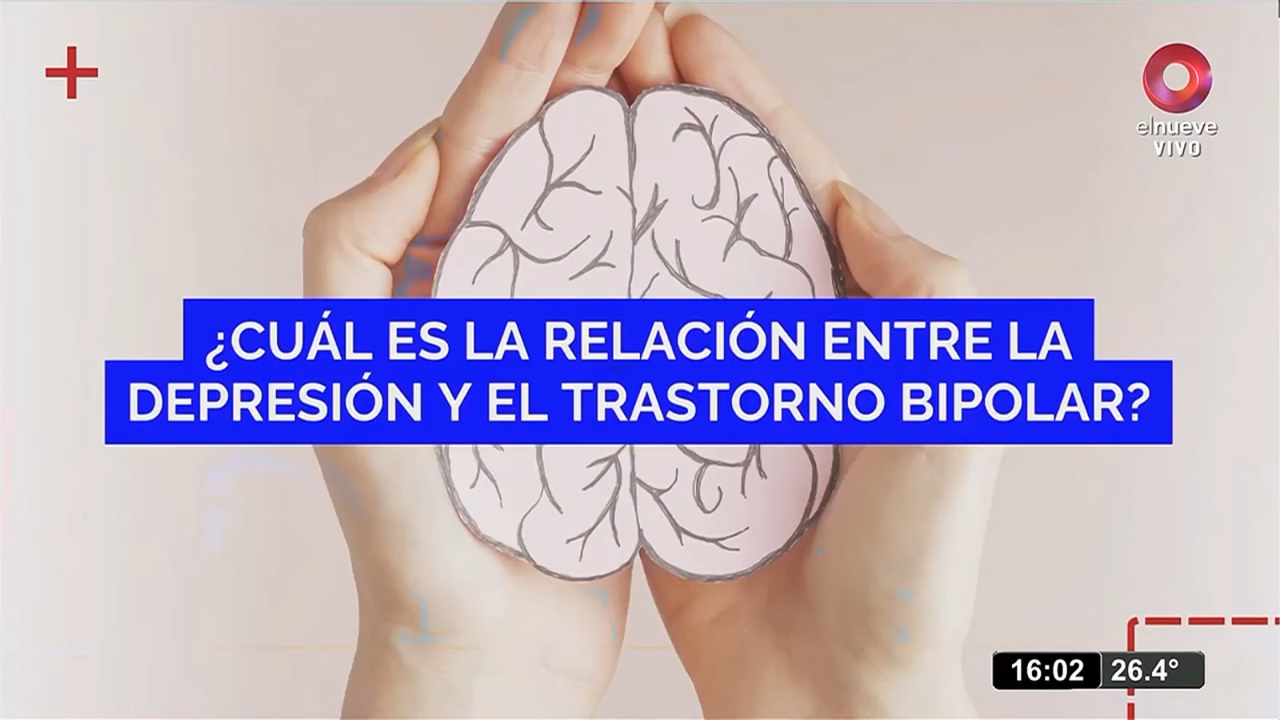 elnueve
VIVO
¿CUÁL ES LA RELACIÓN ENTRE LA
DEPRESIÓN Y EL TRASTORNO BIPOLAR?
16:02 26.4°